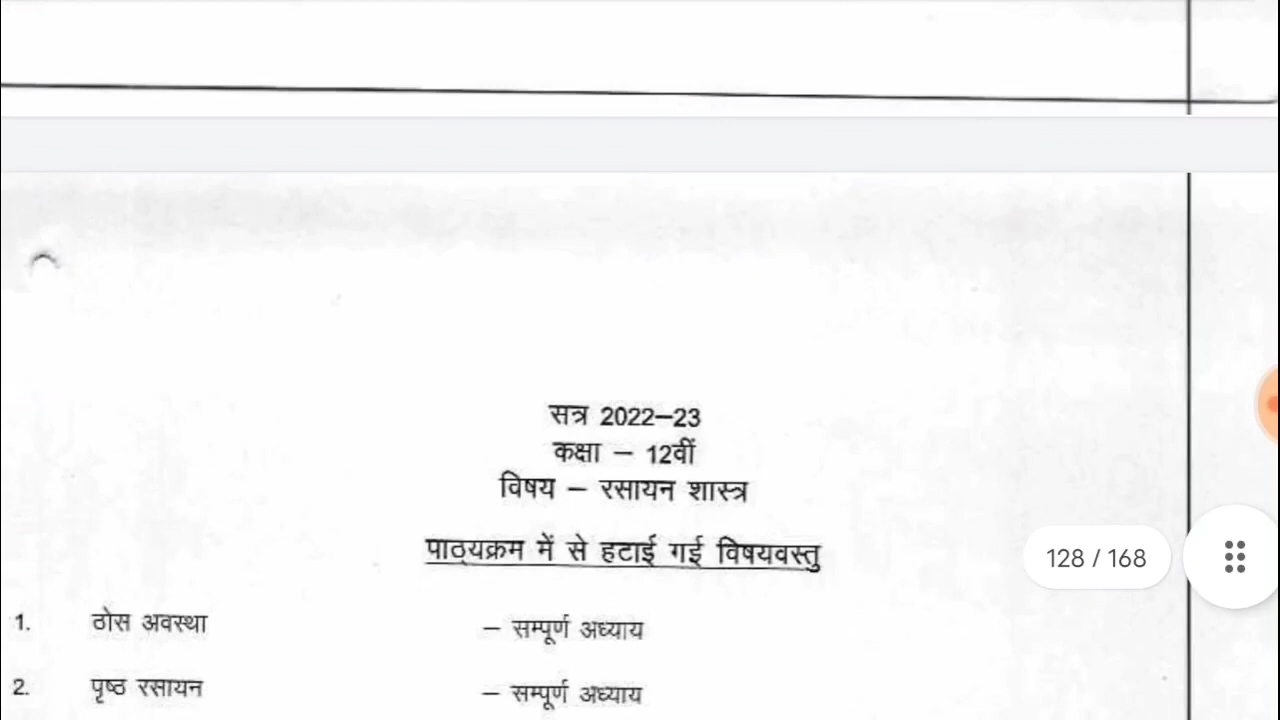 सत्र 2022–23
कक्षा – 12वीं
विषय – रसायन शास्त्र
पाठ्यक्रम में से हटाई गई विषयवस्तु
128 / 168
1. ठोस अवस्था – सम्पूर्ण अध्याय
2. पृष्ठ रसायन – सम्पूर्ण अध्याय